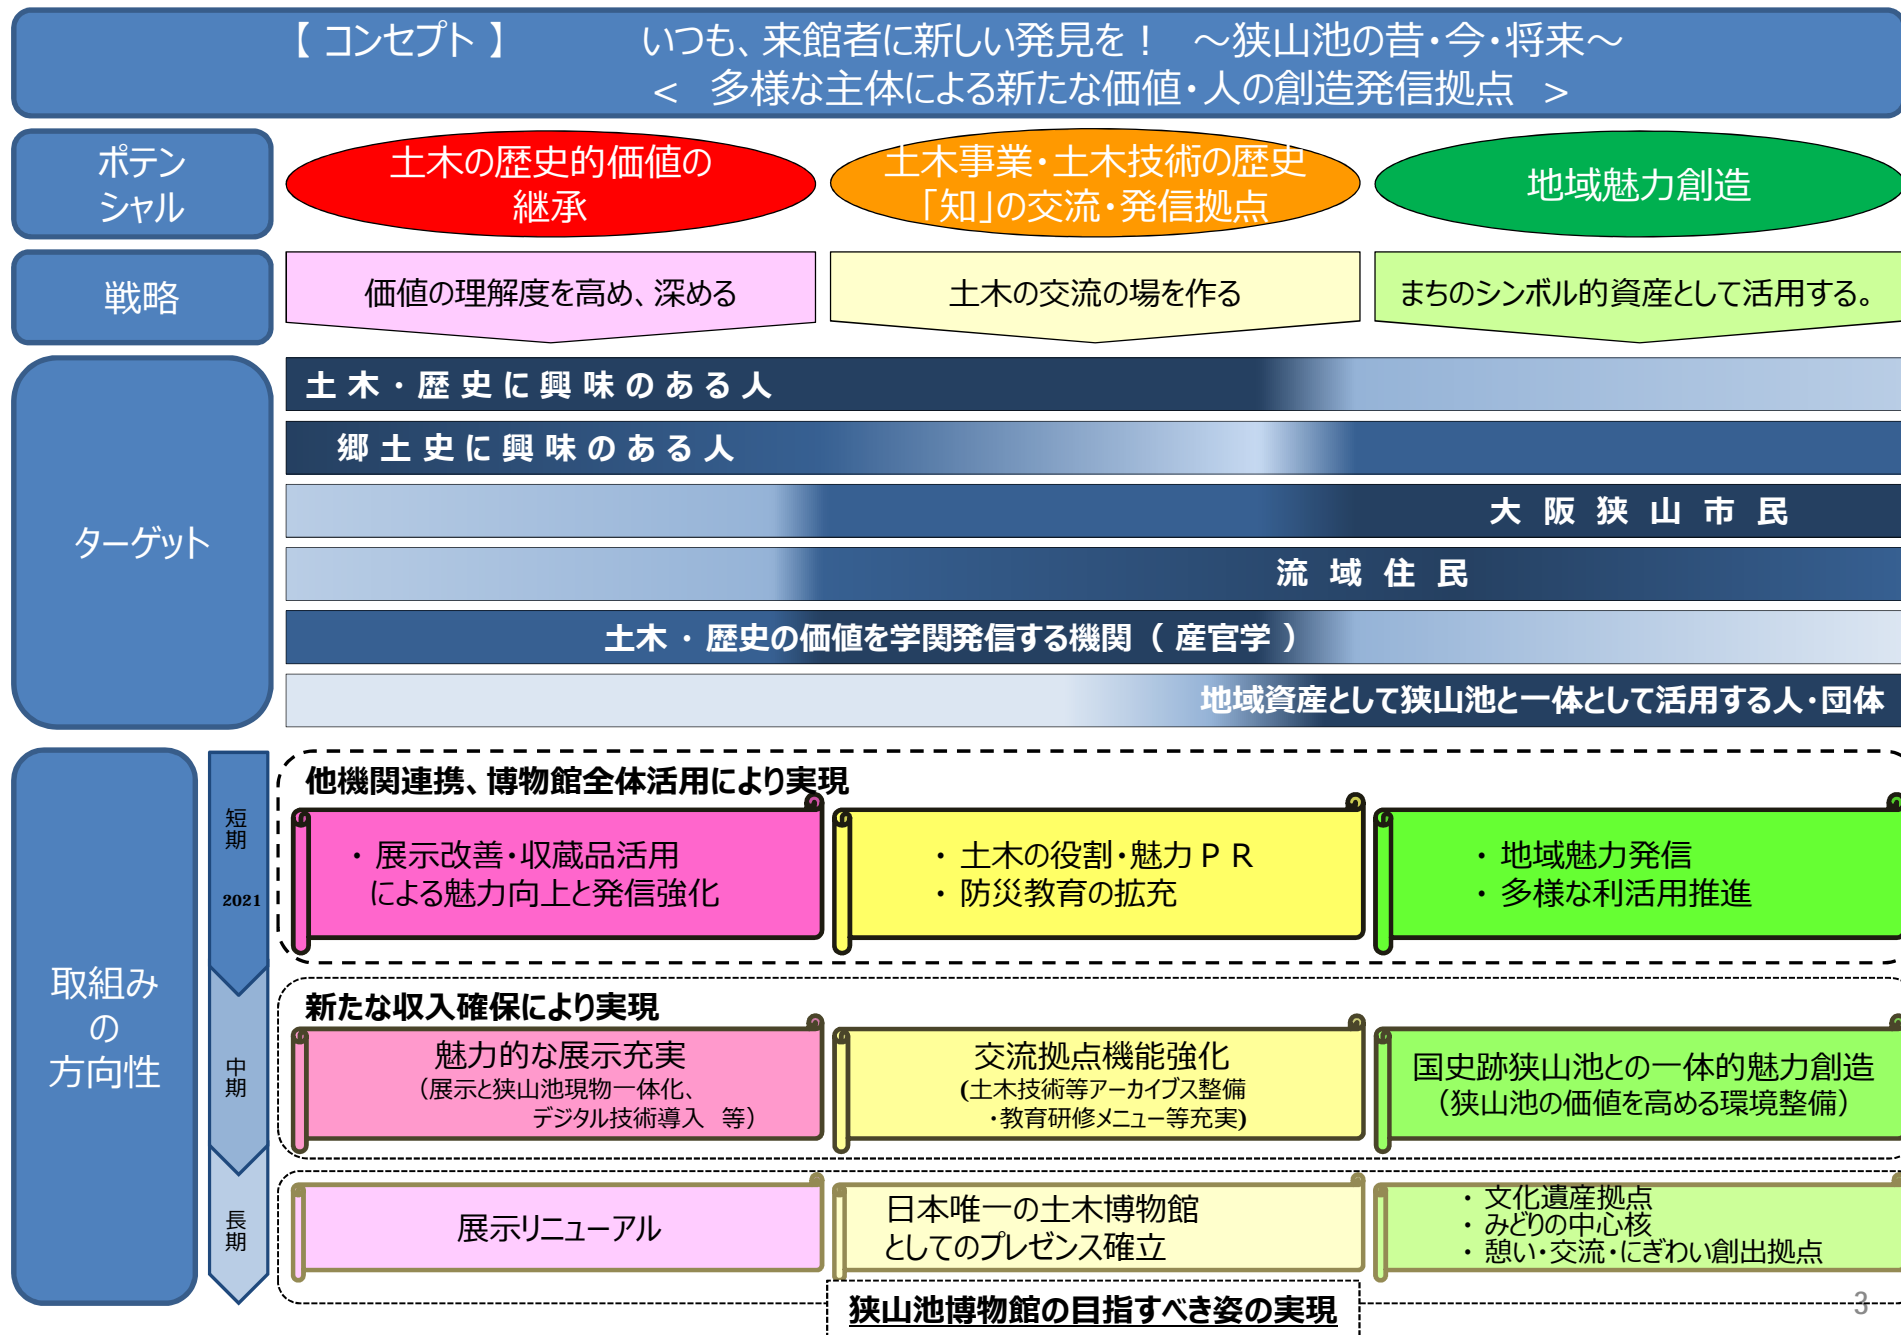 【 コンセプト 】 いつも、来館者に新しい発見を! ～狭山池の昔・今・将来～
< 多様な主体による新たな価値・人の創造発信拠点 >
ポテン
シャル
土木の歴史的価値の
継承
土木事業・土木技術の歴史
「知」の交流・発信拠点
地域魅力創造
戦略
価値の理解度を高め、深める
土木の交流の場を作る
まちのシンボル的資産として活用する。
ターゲット
土木・歴史に興味のある人
郷土史に興味のある人
大阪狭山市民
流域住民
土木・歴史の価値を学関発信する機関(産官学)
地域資産として狭山池と一体として活用する人・団体
取組み
の
方向性
短期
2021
他機関連携、博物館全体活用により実現
・展示改善・収蔵品活用
による魅力向上と発信強化
・土木の役割・魅力PR
・防災教育の拡充
・地域魅力発信
・多様な利活用推進
中期
新たな収入確保により実現
魅力的な展示充実
(展示と狭山池現物一体化、
デジタル技術導入 等)
交流拠点機能強化
(土木技術等アーカイブス整備
・教育研修メニュー等充実)
国史跡狭山池との一体的魅力創造
(狭山池の価値を高める環境整備)
長期
展示リニューアル
日本唯一の土木博物館
としてのプレゼンス確立
・文化遺産拠点
・みどりの中心核
・憩い・交流・にぎわい創出拠点
狭山池博物館の目指すべき姿の実現
3